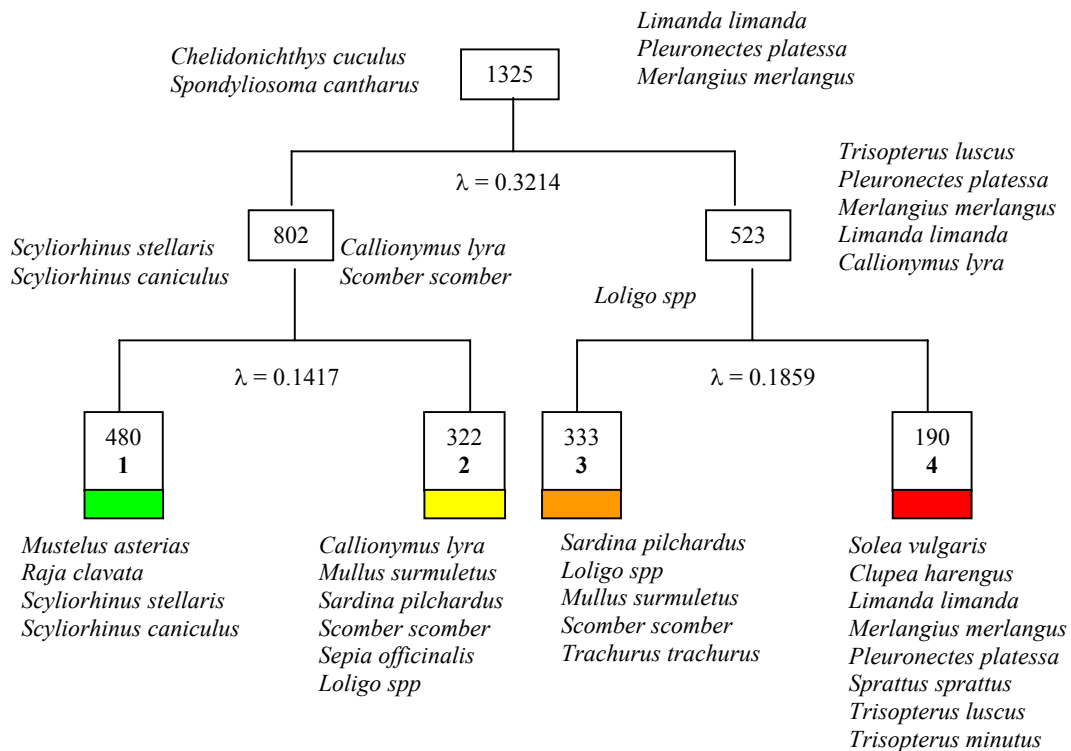 Limanda limanda
Pleuronectes platessa
Merlangius merlangus
Chelidonichthys cuculus
Spondyliosoma cantharus
1325
λ = 0.3214
Trisopterus luscus
Pleuronectes platessa
Merlangius merlangus
Limanda limanda
Callionymus lyra
802
523
Scyliorhinus stellaris
Scyliorhinus caniculus
Callionymus lyra
Scomber scomber
Loligo spp
λ = 0.1417
λ = 0.1859
480
1
322
2
333
3
190
4
Mustelus asterias
Raja clavata
Scyliorhinus stellaris
Scyliorhinus caniculus
Callionymus lyra
Mullus surmuletus
Sardina pilchardus
Scomber scomber
Sepia officinalis
Loligo spp
Sardina pilchardus
Loligo spp
Mullus surmuletus
Scomber scomber
Trachurus trachurus
Solea vulgaris
Clupea harengus
Limanda limanda
Merlangius merlangus
Pleuronectes platessa
Sprattus sprattus
Trisopterus luscus
Trisopterus minutus